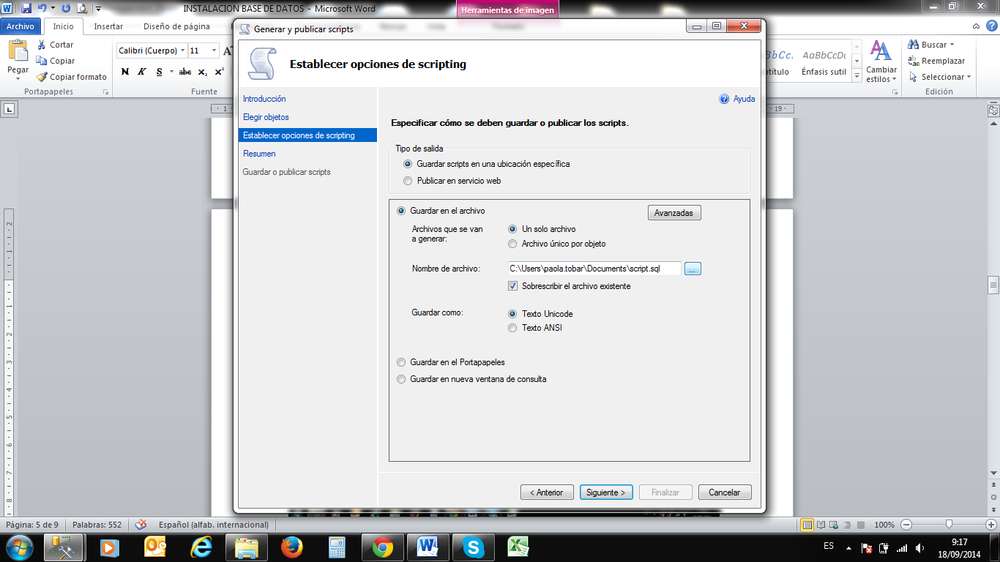 INSTALACION BASE DE DATOS - Microsoft Word
Herramientas de imagen
Archivo
Inicio
Insertar
Diseño de página
Cortar
Copiar
Copiar formato
Pegar
Portapapeles
Calibri (Cuerpo)
11
N K S abc x₂ x²
Fuente
AaBbCcDc
Énfasis sutil
Cambiar
estilos
Buscar
Reemplazar
Seleccionar
Edición
Generar y publicar scripts
Establecer opciones de scripting
Introducción
Elegir objetos
Establecer opciones de scripting
Resumen
Guardar o publicar scripts
Ayuda
Especificar cómo se deben guardar o publicar los scripts.
Tipo de salida
Guardar scripts en una ubicación específica
Publicar en servicio web
Guardar en el archivo
Avanzadas
Archivos que se van
a generar:
Un solo archivo
Archivo único por objeto
Nombre de archivo:
C:\Users\paola.tobar\Documents\script.sql
...
Sobrescribir el archivo existente
Guardar como:
Texto Unicode
Texto ANSI
Guardar en el Portapapeles
Guardar en nueva ventana de consulta
< Anterior
Siguiente >
Finalizar
Cancelar
Página: 5 de 9
Palabras: 552
Español (alfab. internacional)
100%
ES
9:17
18/09/2014